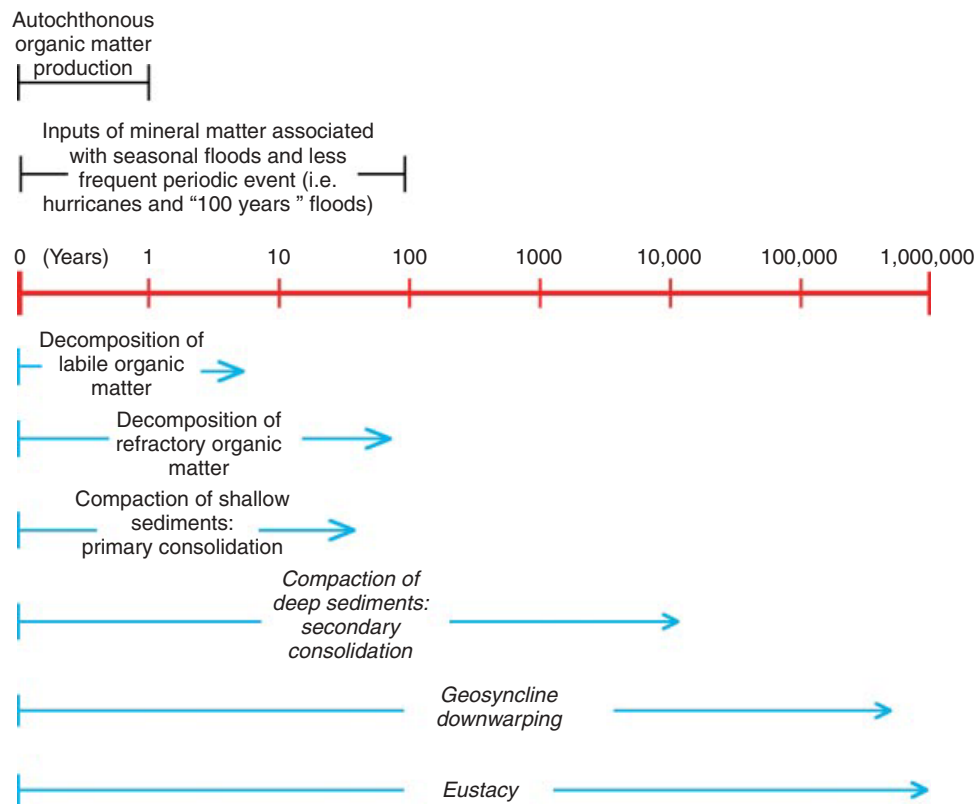 Autochthonous
organic matter
production
Inputs of mineral matter associated
with seasonal floods and less
frequent periodic event (i.e.
hurricanes and “100 years ” floods)
0 (Years) 1 10 100 1000 10,000 100,000 1,000,000
Decomposition of
labile organic
matter
Decomposition of
refractory organic
matter
Compaction of shallow
sediments:
primary consolidation
Compaction of
deep sediments:
secondary
consolidation
Geosyncline
downwarping
Eustacy